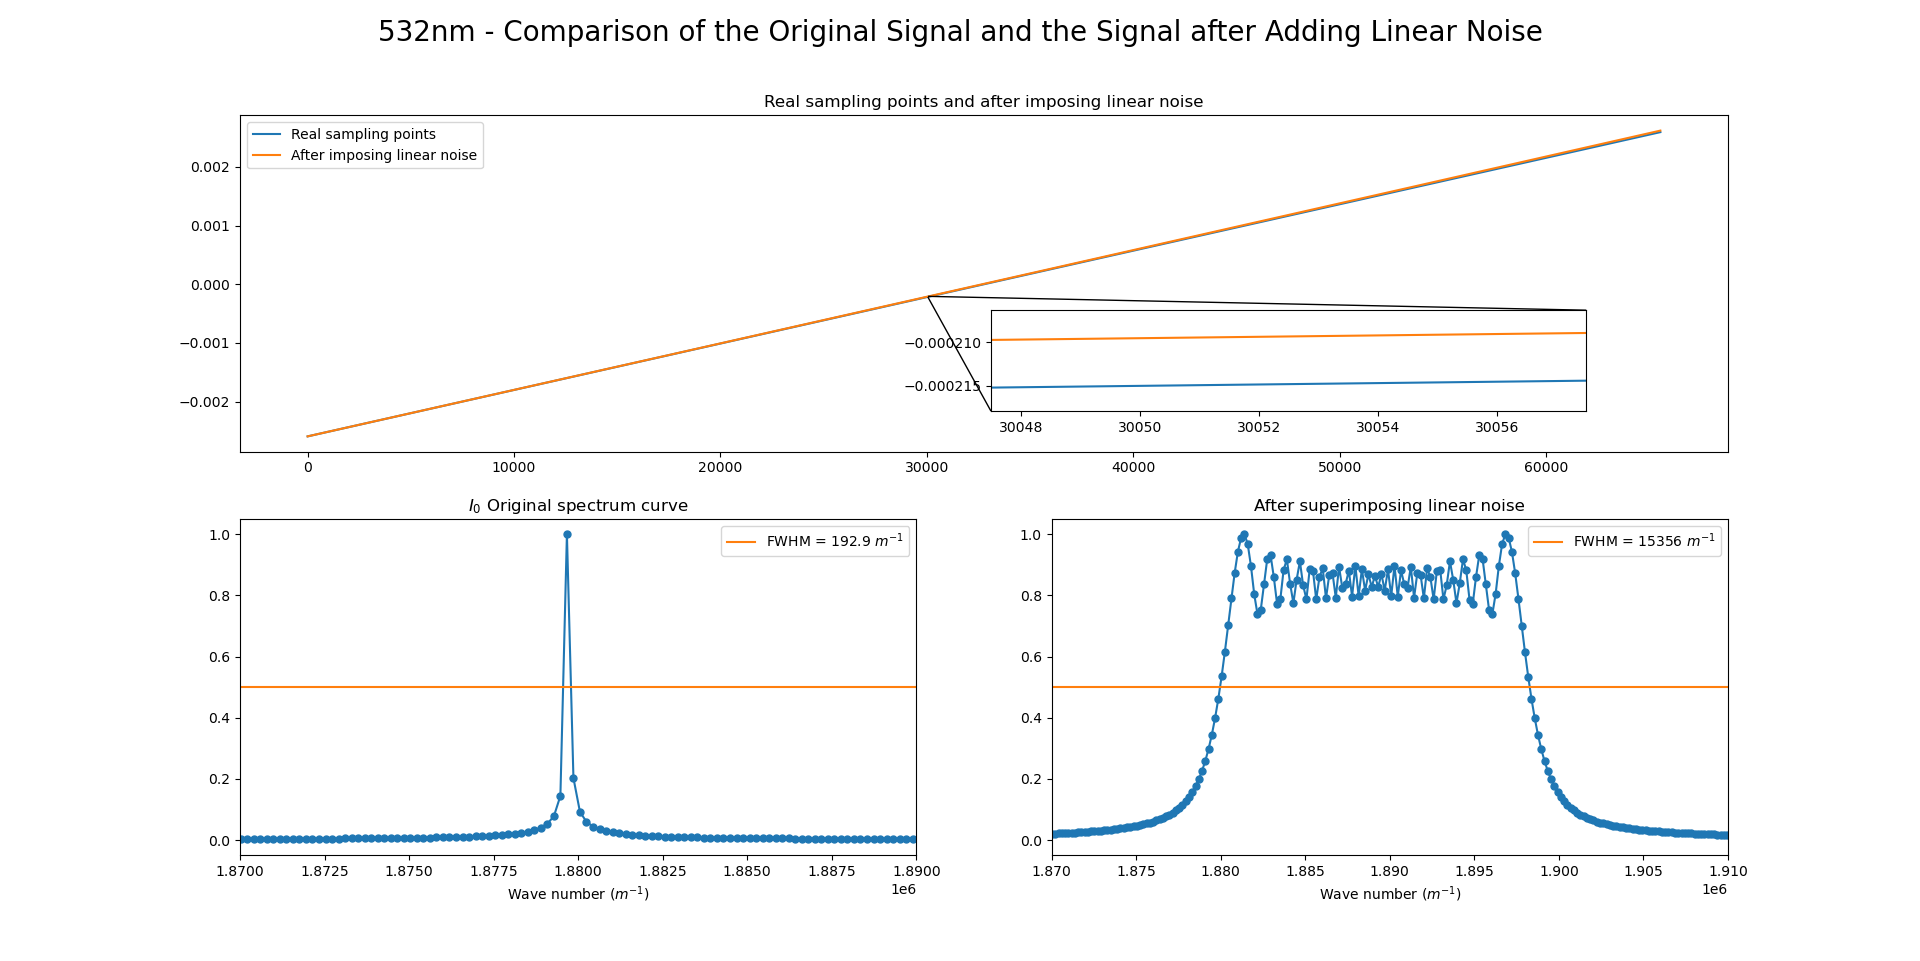 532nm - Comparison of the Original Signal and the Signal after Adding Linear Noise
Real sampling points and after imposing linear noise
Real sampling points
After imposing linear noise
0.002
0.001
0.000
−0.001
−0.002
−0.000210
−0.000215
30048 30050 30052 30054 30056
0 10000 20000 30000 40000 50000 60000
I₀ Original spectrum curve
FWHM = 192.9 m⁻¹
1.0
0.8
0.6
0.4
0.2
0.0
1.8700 1.8725 1.8750 1.8775 1.8800 1.8825 1.8850 1.8875 1.8900
1e6
Wave number (m⁻¹)
After superimposing linear noise
FWHM = 15356 m⁻¹
1.0
0.8
0.6
0.4
0.2
0.0
1.870 1.875 1.880 1.885 1.890 1.895 1.900 1.905 1.910
1e6
Wave number (m⁻¹)